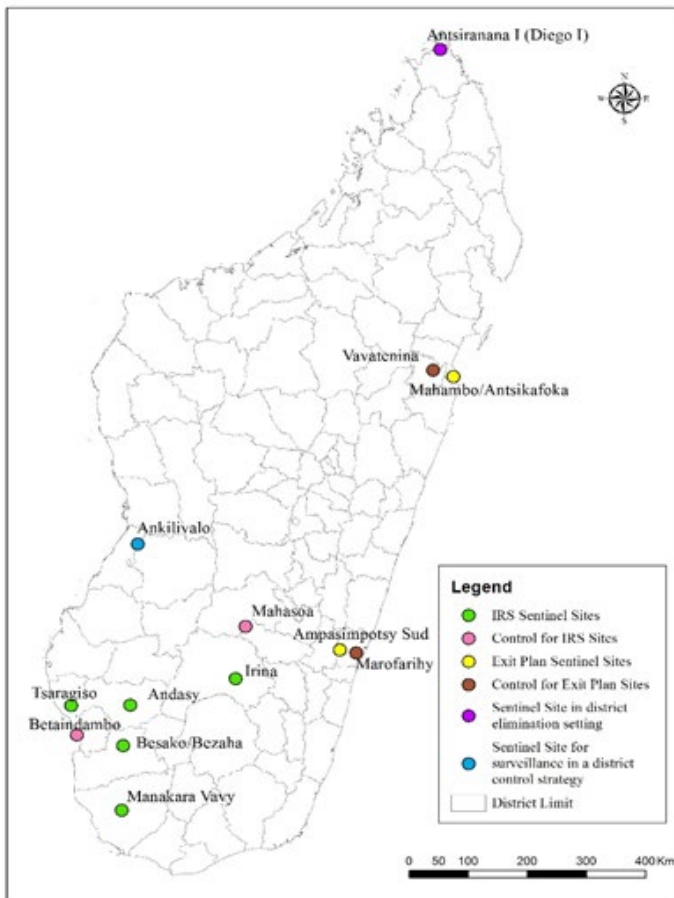 Antsiranana I (Diego I)
N
W
E
S
Vavatenina
Mahambo/Antsikafoka
Ankilivalo
Mahasoa
Ampasimpotsy Sud
Marofarihy
Irina
Tsaragiso
Andasy
Betaindambo
Besako/Bezaha
Manakara Vavy
Legend
IRS Sentinel Sites
Control for IRS Sites
Exit Plan Sentinel Sites
Control for Exit Plan Sites
Sentinel Site in district
elimination setting
Sentinel Site for
surveillance in a district
control strategy
District Limit
0 50 100 200 300 400 Km